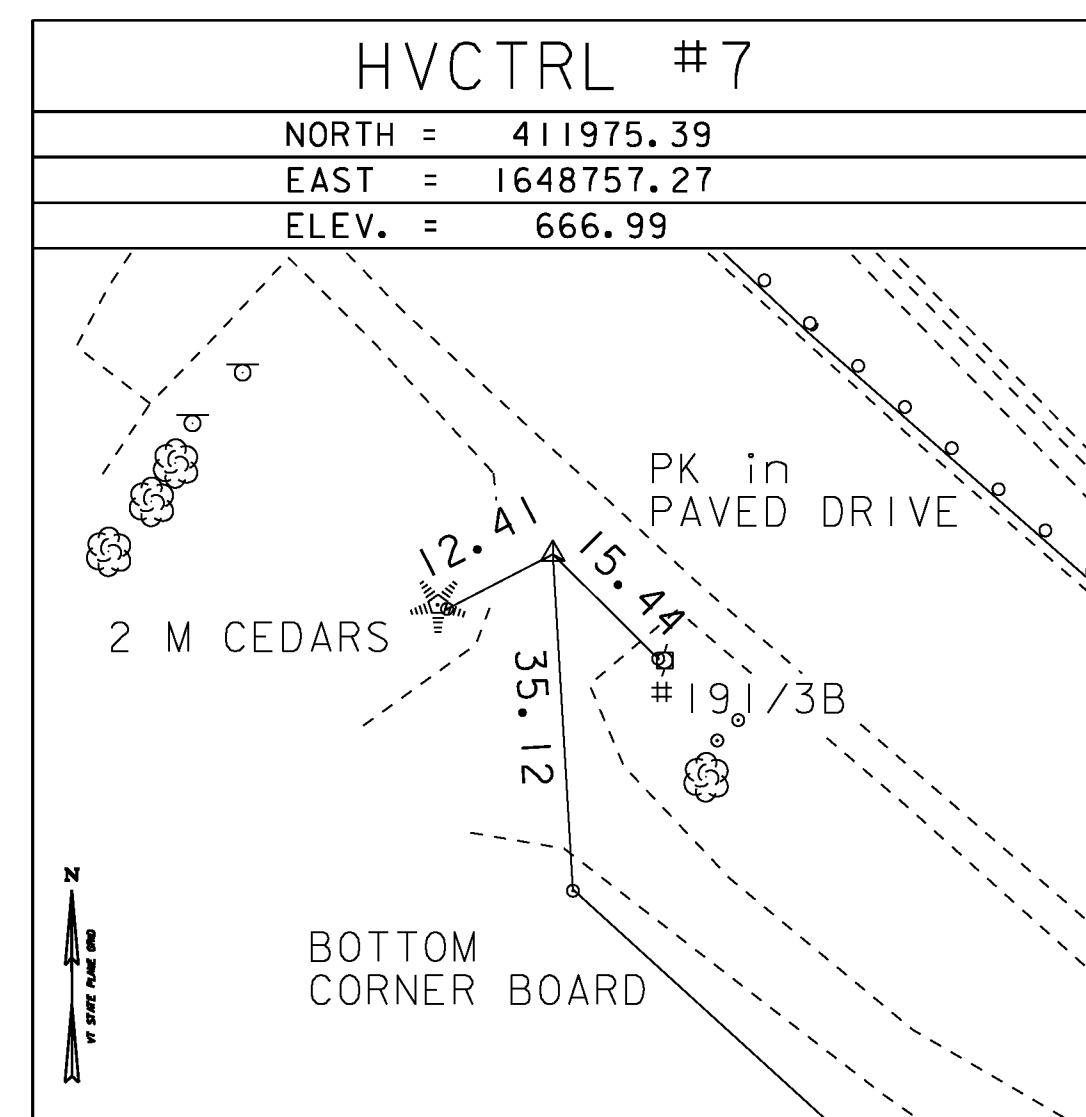 HVCTRL #7
NORTH = 411975.39
EAST = 1648757.27
ELEV. = 666.99
PK in
PAVED DRIVE
12.41
15.44
2 M CEDARS
35.12
#191/3B
N
VT STATE PLANE GRID
BOTTOM
CORNER BOARD